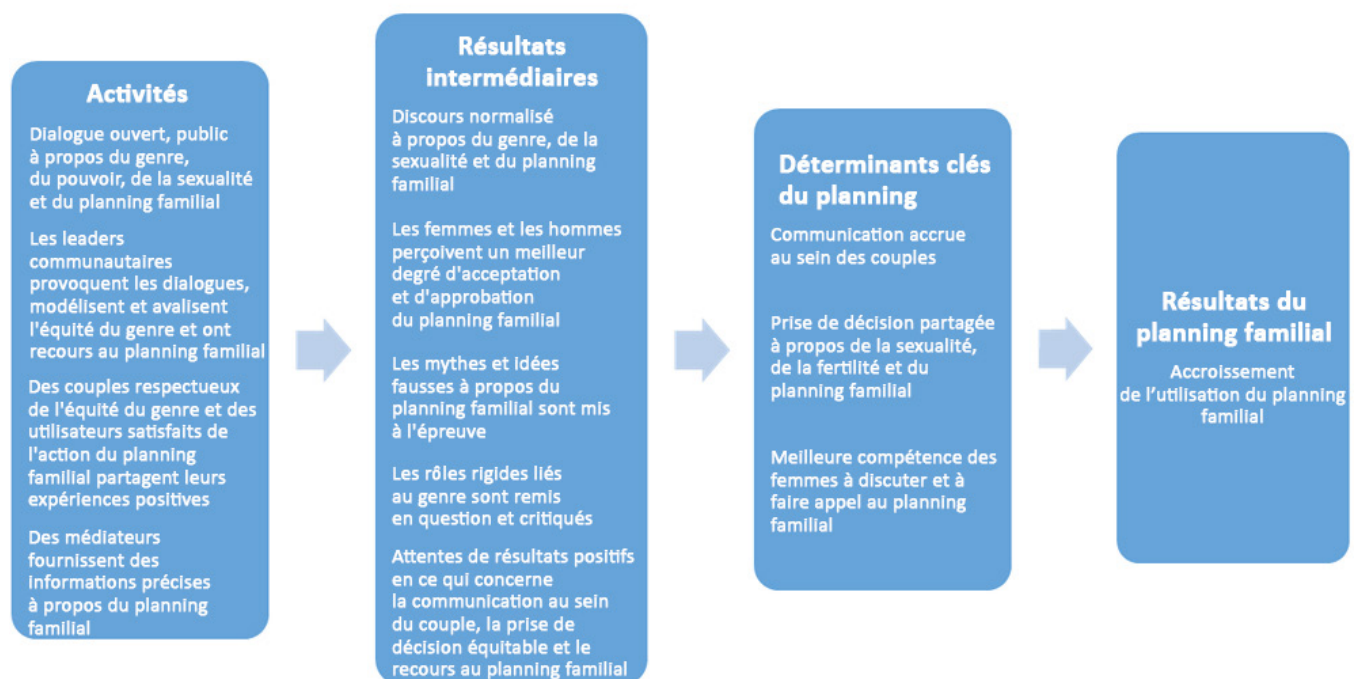 Activités
Dialogue ouvert, public
à propos du genre,
du pouvoir, de la sexualité
et du planning familial
Les leaders
communautaires
provoquent les dialogues,
modélisent et avalisent
l'équité du genre et ont
recours au planning familial
Des couples respectueux
de l'équité du genre et des
utilisateurs satisfaits de
l'action du planning
familial partagent leurs
expériences positives
Des médiateurs
fournissent des
informations précises
à propos du planning
familial
Résultats
intermédiaires
Discours normalisé
à propos du genre, de la
sexualité et du planning
familial
Les femmes et les hommes
perçoivent un meilleur
degré d'acceptation
et d'approbation
du planning familial
Les mythes et idées
fausses à propos du
planning familial sont mis
à l'épreuve
Les rôles rigides liés
au genre sont remis
en question et critiqués
Attentes de résultats positifs
en ce qui concerne
la communication au sein
du couple, la prise de
décision équitable et le
recours au planning familial
Déterminants clés
du planning
Communication accrue
au sein des couples
Prise de décision partagée
à propos de la sexualité,
de la fertilité et du
planning familial
Meilleure compétence des
femmes à discuter et à
faire appel au planning
familial
Résultats du
planning familial
Accroissement
de l’utilisation du planning
familial